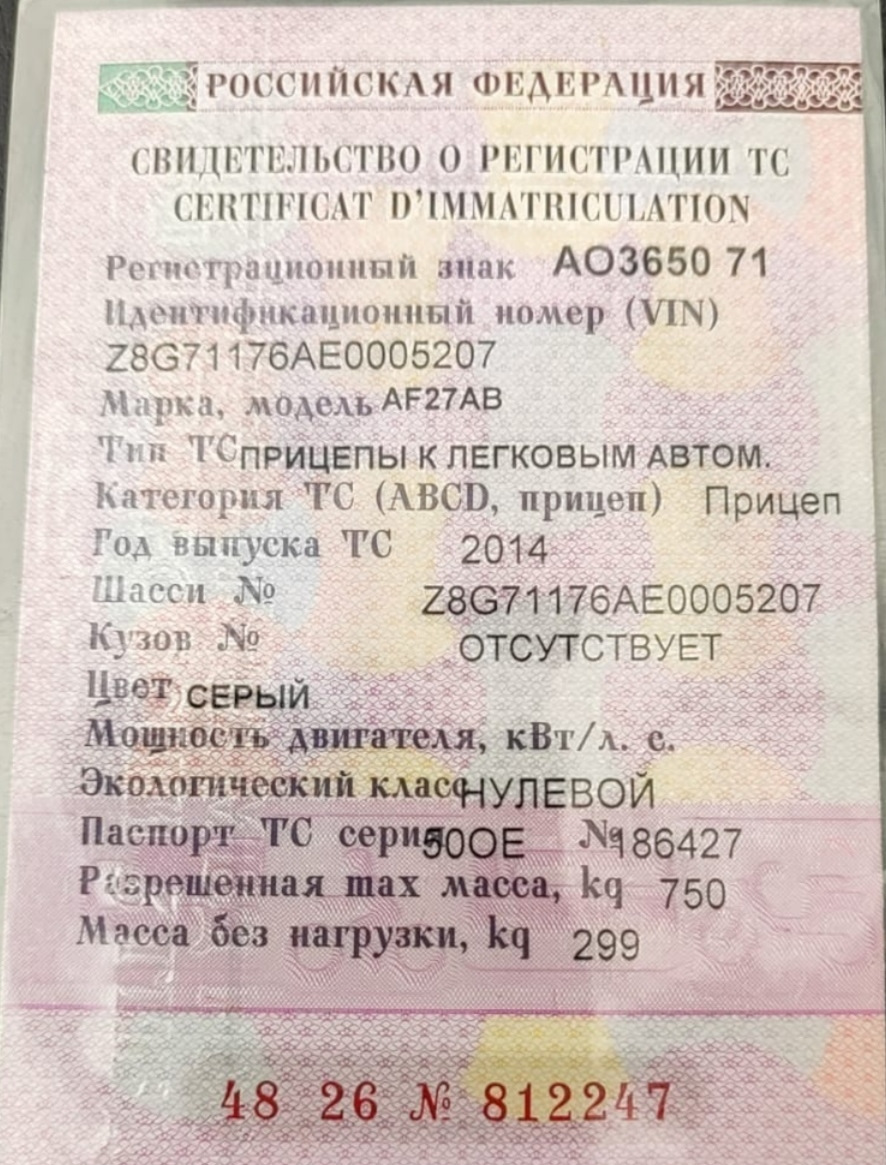 РОССИЙСКАЯ ФЕДЕРАЦИЯ
СВИДЕТЕЛЬСТВО О РЕГИСТРАЦИИ ТС
CERTIFICAT D'IMMATRICULATION
Регистрационный знак АО3650 71
Идентификационный номер (VIN)
Z8G71176AE0005207
Марка, модель AF27AB
Тип ТС ПРИЦЕПЫ К ЛЕГКОВЫМ АВТОМ.
Категория ТС (ABCD, прицеп) Прицеп
Год выпуска ТС 2014
Шасси № Z8G71176AE0005207
Кузов № ОТСУТСТВУЕТ
Цвет СЕРЫЙ
Мощность двигателя, кВт/л. с.
Экологический класс НУЛЕВОЙ
Паспорт ТС серия 50ОЕ № 186427
Разрешенная max масса, kg 750
Масса без нагрузки, kg 299
48 26 № 812247